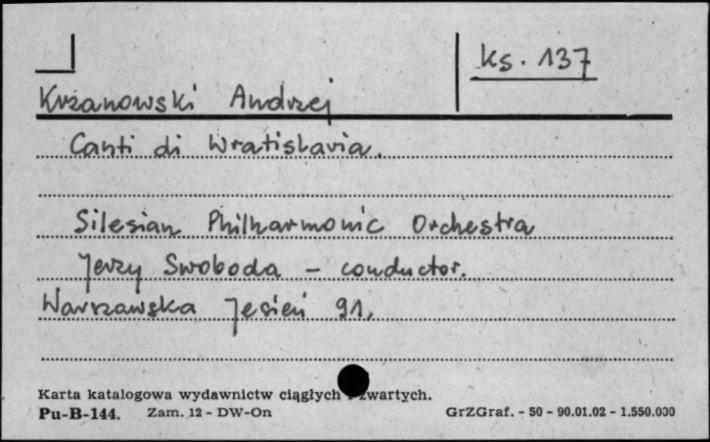 ks. 137
Krzanowski Andrzej
Canti di Wratislavia.
Silesian Philharmonic Orchestra
Jerzy Swoboda – conductor.
Warszawska Jesień 91,
Karta katalogowa wydawnictw ciągłych i zwartych.
Pu-B-144. Zam. 12 - DW-On GrZGraf. - 50 - 90.01.02 - 1.550.000